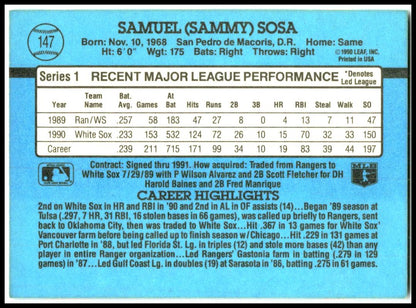 147
SAMUEL (SAMMY) SOSA
Born: Nov. 10, 1968 San Pedro de Macoris, D.R. Home: Same
Ht: 6'0" Wgt: 175 Bats: Right Throws: Right
© 1990 LEAF, INC.
Printed in U.S.A.
Series 1 RECENT MAJOR LEAGUE PERFORMANCE *Denotes Led League
Year Team Name Bat. Avg. Games At Bat Hits Runs 2B 3B HR RBI Steal Walk SO
1989 Ran/WS .257 58 183 47 27 8 0 4 13 7 11 47
1990 White Sox .233 153 532 124 72 26 10 15 70 32 33 150
Career .239 211 715 171 99 34 10 19 83 39 44 197
Contract: Signed thru 1991. How acquired: Traded from Rangers to
White Sox 7/29/89 with P Wilson Alvarez and 2B Scott Fletcher for DH
Harold Baines and 2B Fred Manrique
MLB
CAREER HIGHLIGHTS
2nd on White Sox in HR and RBI in '90 and 2nd in AL in OF assists (14)...Began '89 season at
Tulsa (.297, 7 HR, 31 RBI, 16 stolen bases in 66 games), was called up briefly to Rangers, sent
back to Oklahoma City, then was traded to White Sox...Hit .367 in 13 games for White Sox'
Vancouver farm before being called up to finish season w/Chicago...Hit .229 in 131 games at
Port Charlotte in '88, but led Florida St. Lg. in triples (12) and stole more bases (42) than any
player in entire Ranger organization...Led Rangers' Gastonia farm in batting (.279 in 129
games) in '87...Led Gulf Coast Lg. in doubles (19) at Sarasota in '86, batting .275 in 61 games.